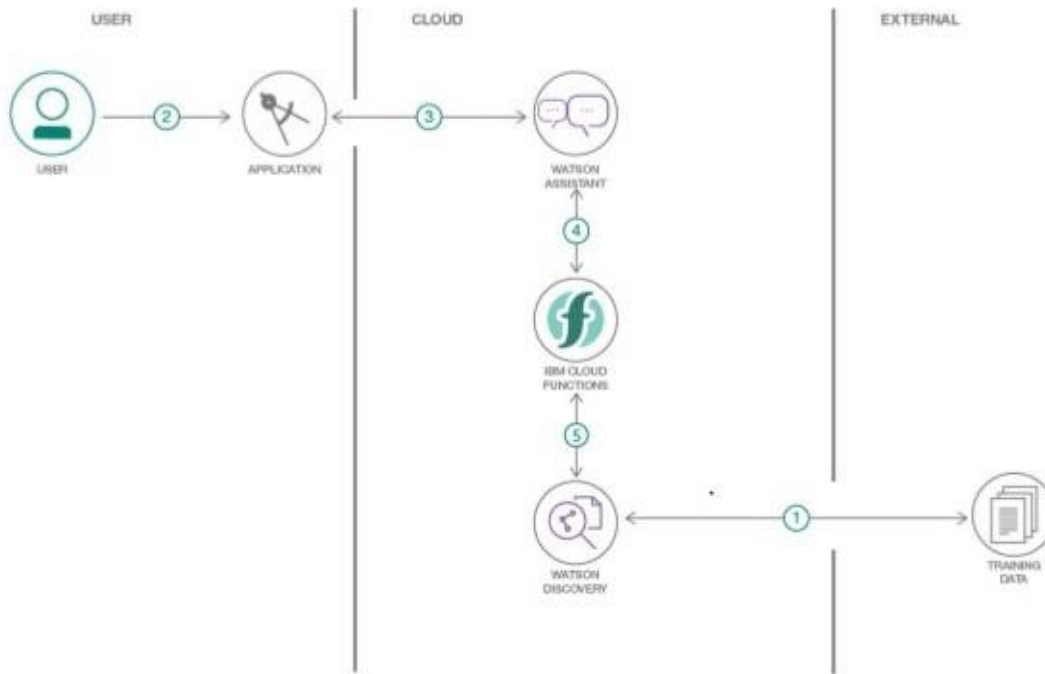 USER
CLOUD
EXTERNAL
2
3
USER
APPLICATION
WATSON
ASSISTANT
4
IBM CLOUD
FUNCTIONS
5
1
WATSON
DISCOVERY
TRAINING
DATA